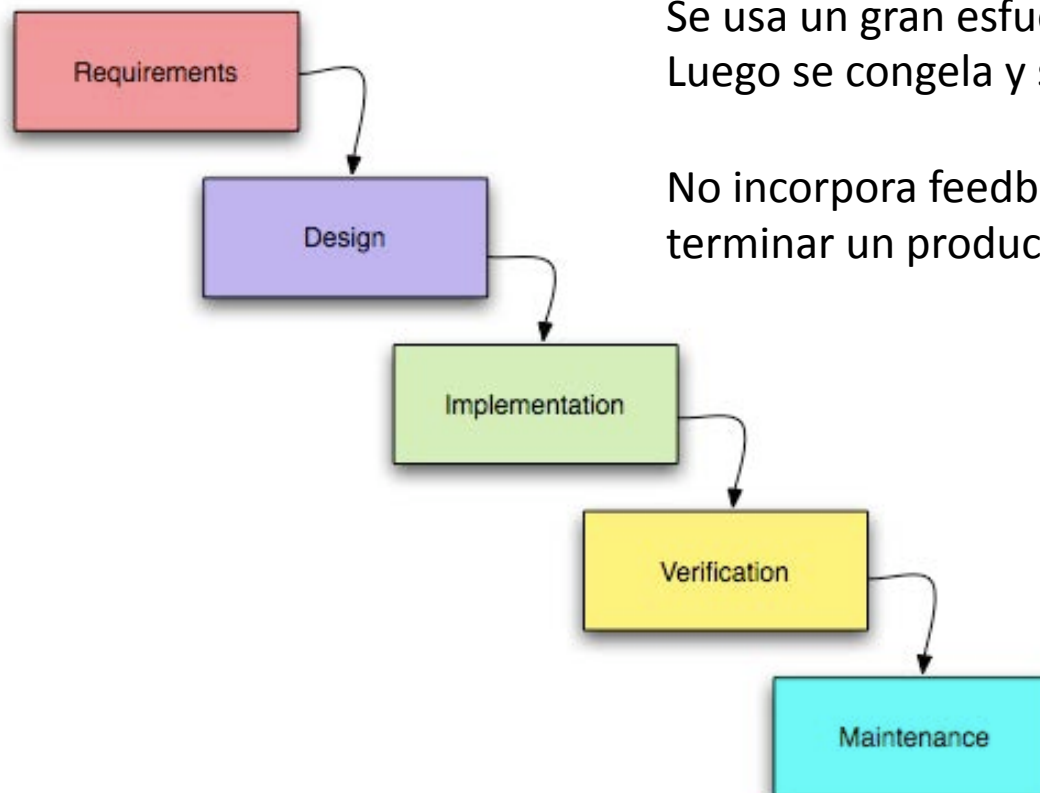 Se usa un gran
Luego se congela y
No incorpora
terminar un
Requirements
Design
Implementation
Verification
Maintenance